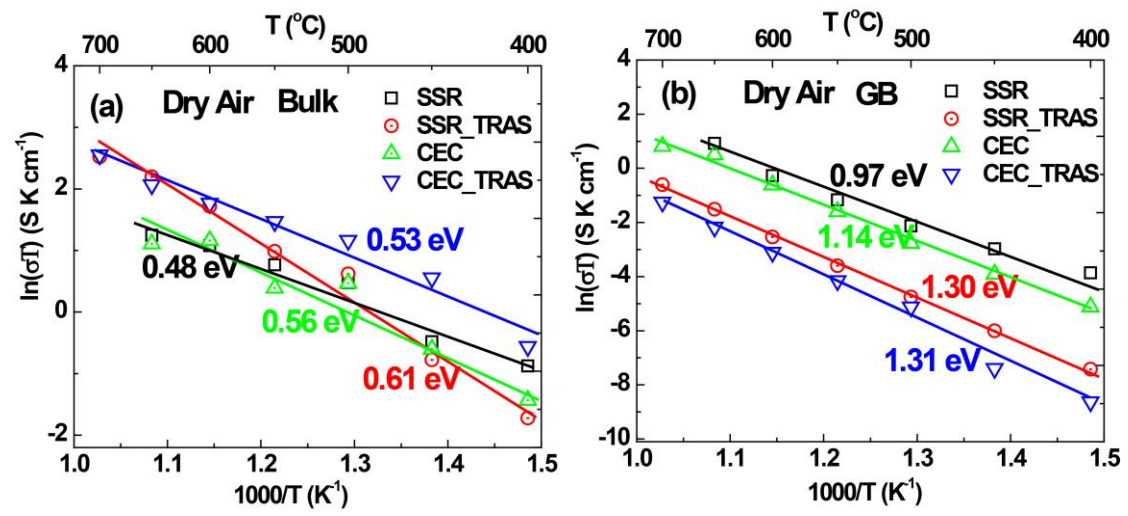 T (°C)
700 600 500 400
(a) Dry Air Bulk
SSR
SSR_TRAS
CEC
CEC_TRAS
4
2
0
-2
ln(σT) (S K cm⁻¹)
0.53 eV
0.48 eV
0.56 eV
0.61 eV
1.0 1.1 1.2 1.3 1.4 1.5
1000/T (K⁻¹)
T (°C)
700 600 500 400
(b) Dry Air GB
SSR
SSR_TRAS
CEC
CEC_TRAS
4
2
0
-2
-4
-6
-8
-10
ln(σT) (S K cm⁻¹)
0.97 eV
1.14 eV
1.30 eV
1.31 eV
1.0 1.1 1.2 1.3 1.4 1.5
1000/T (K⁻¹)